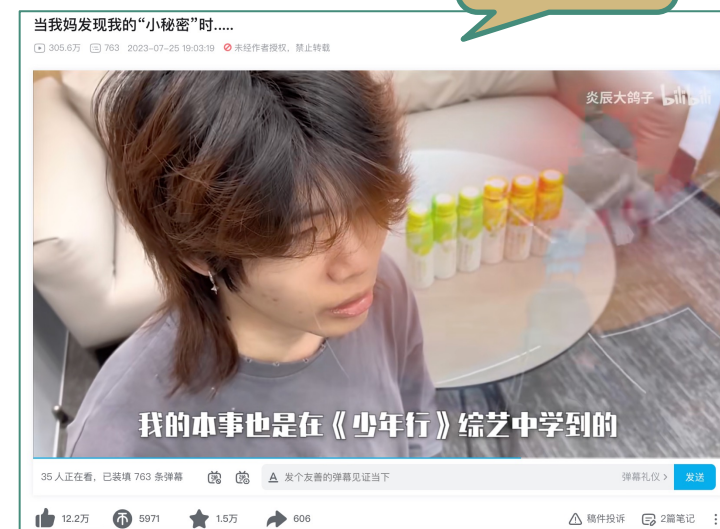 当我妈发现我的“小秘密”时.....
305.6万 763 2023-07-25 19:03:19 未经作者授权，禁止转载
炎辰大鸽子 bilibili
我的本事也是在《少年行》综艺中学到的
35 人正在看，已装填 763 条弹幕 A 发个友善的弹幕见证当下 弹幕礼仪 > 发送
12.2万 5971 1.5万 606 稿件投诉 2篇笔记